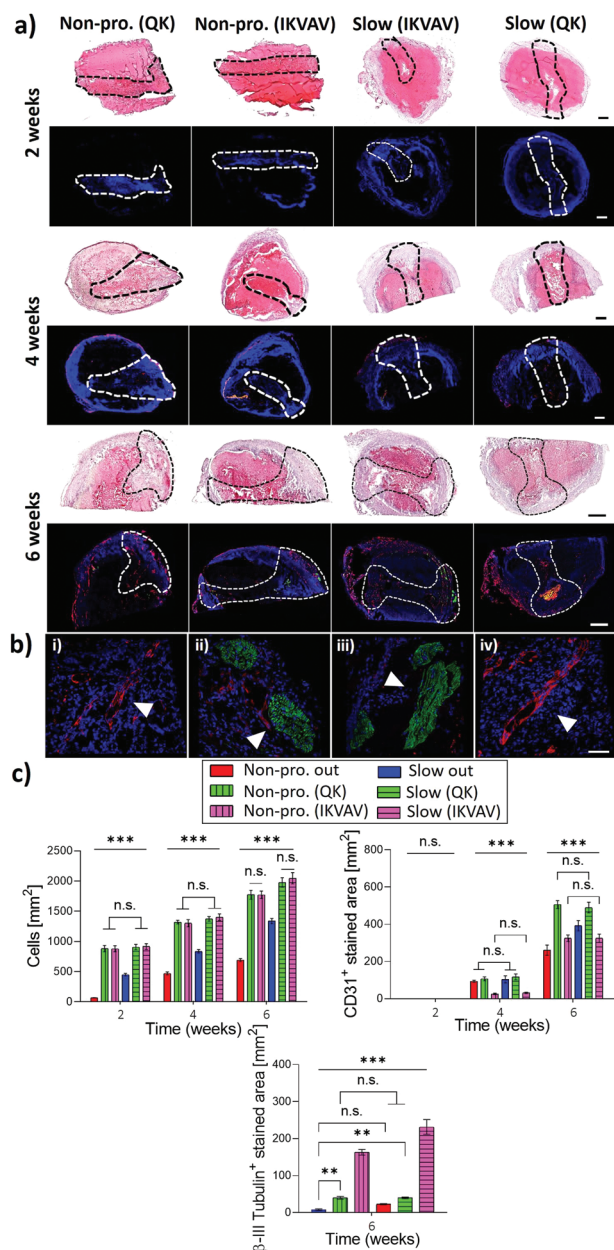 a)
Non-pro. (QK) Non-pro. (IKVAV) Slow (IKVAV) Slow (QK)
2 weeks
4 weeks
6 weeks
b)
i) ii) iii) iv)
c)
Non-pro. out Slow out
Non-pro. (QK) Slow (QK)
Non-pro. (IKVAV) Slow (IKVAV)
Cells [mm²]
2500
2000
1500
1000
500
0
*** *** ***
n.s. n.s. n.s. n.s.
2 4 6
Time (weeks)
CD31⁺ stained area [mm²]
800
600
400
200
0
n.s. *** ***
n.s. n.s. n.s. n.s.
2 4 6
Time (weeks)
2
β-III Tubulin⁺ stained area [mm²]
400
300
200
100
0
***
n.s.
n.s.
**
**
6
Time (weeks)